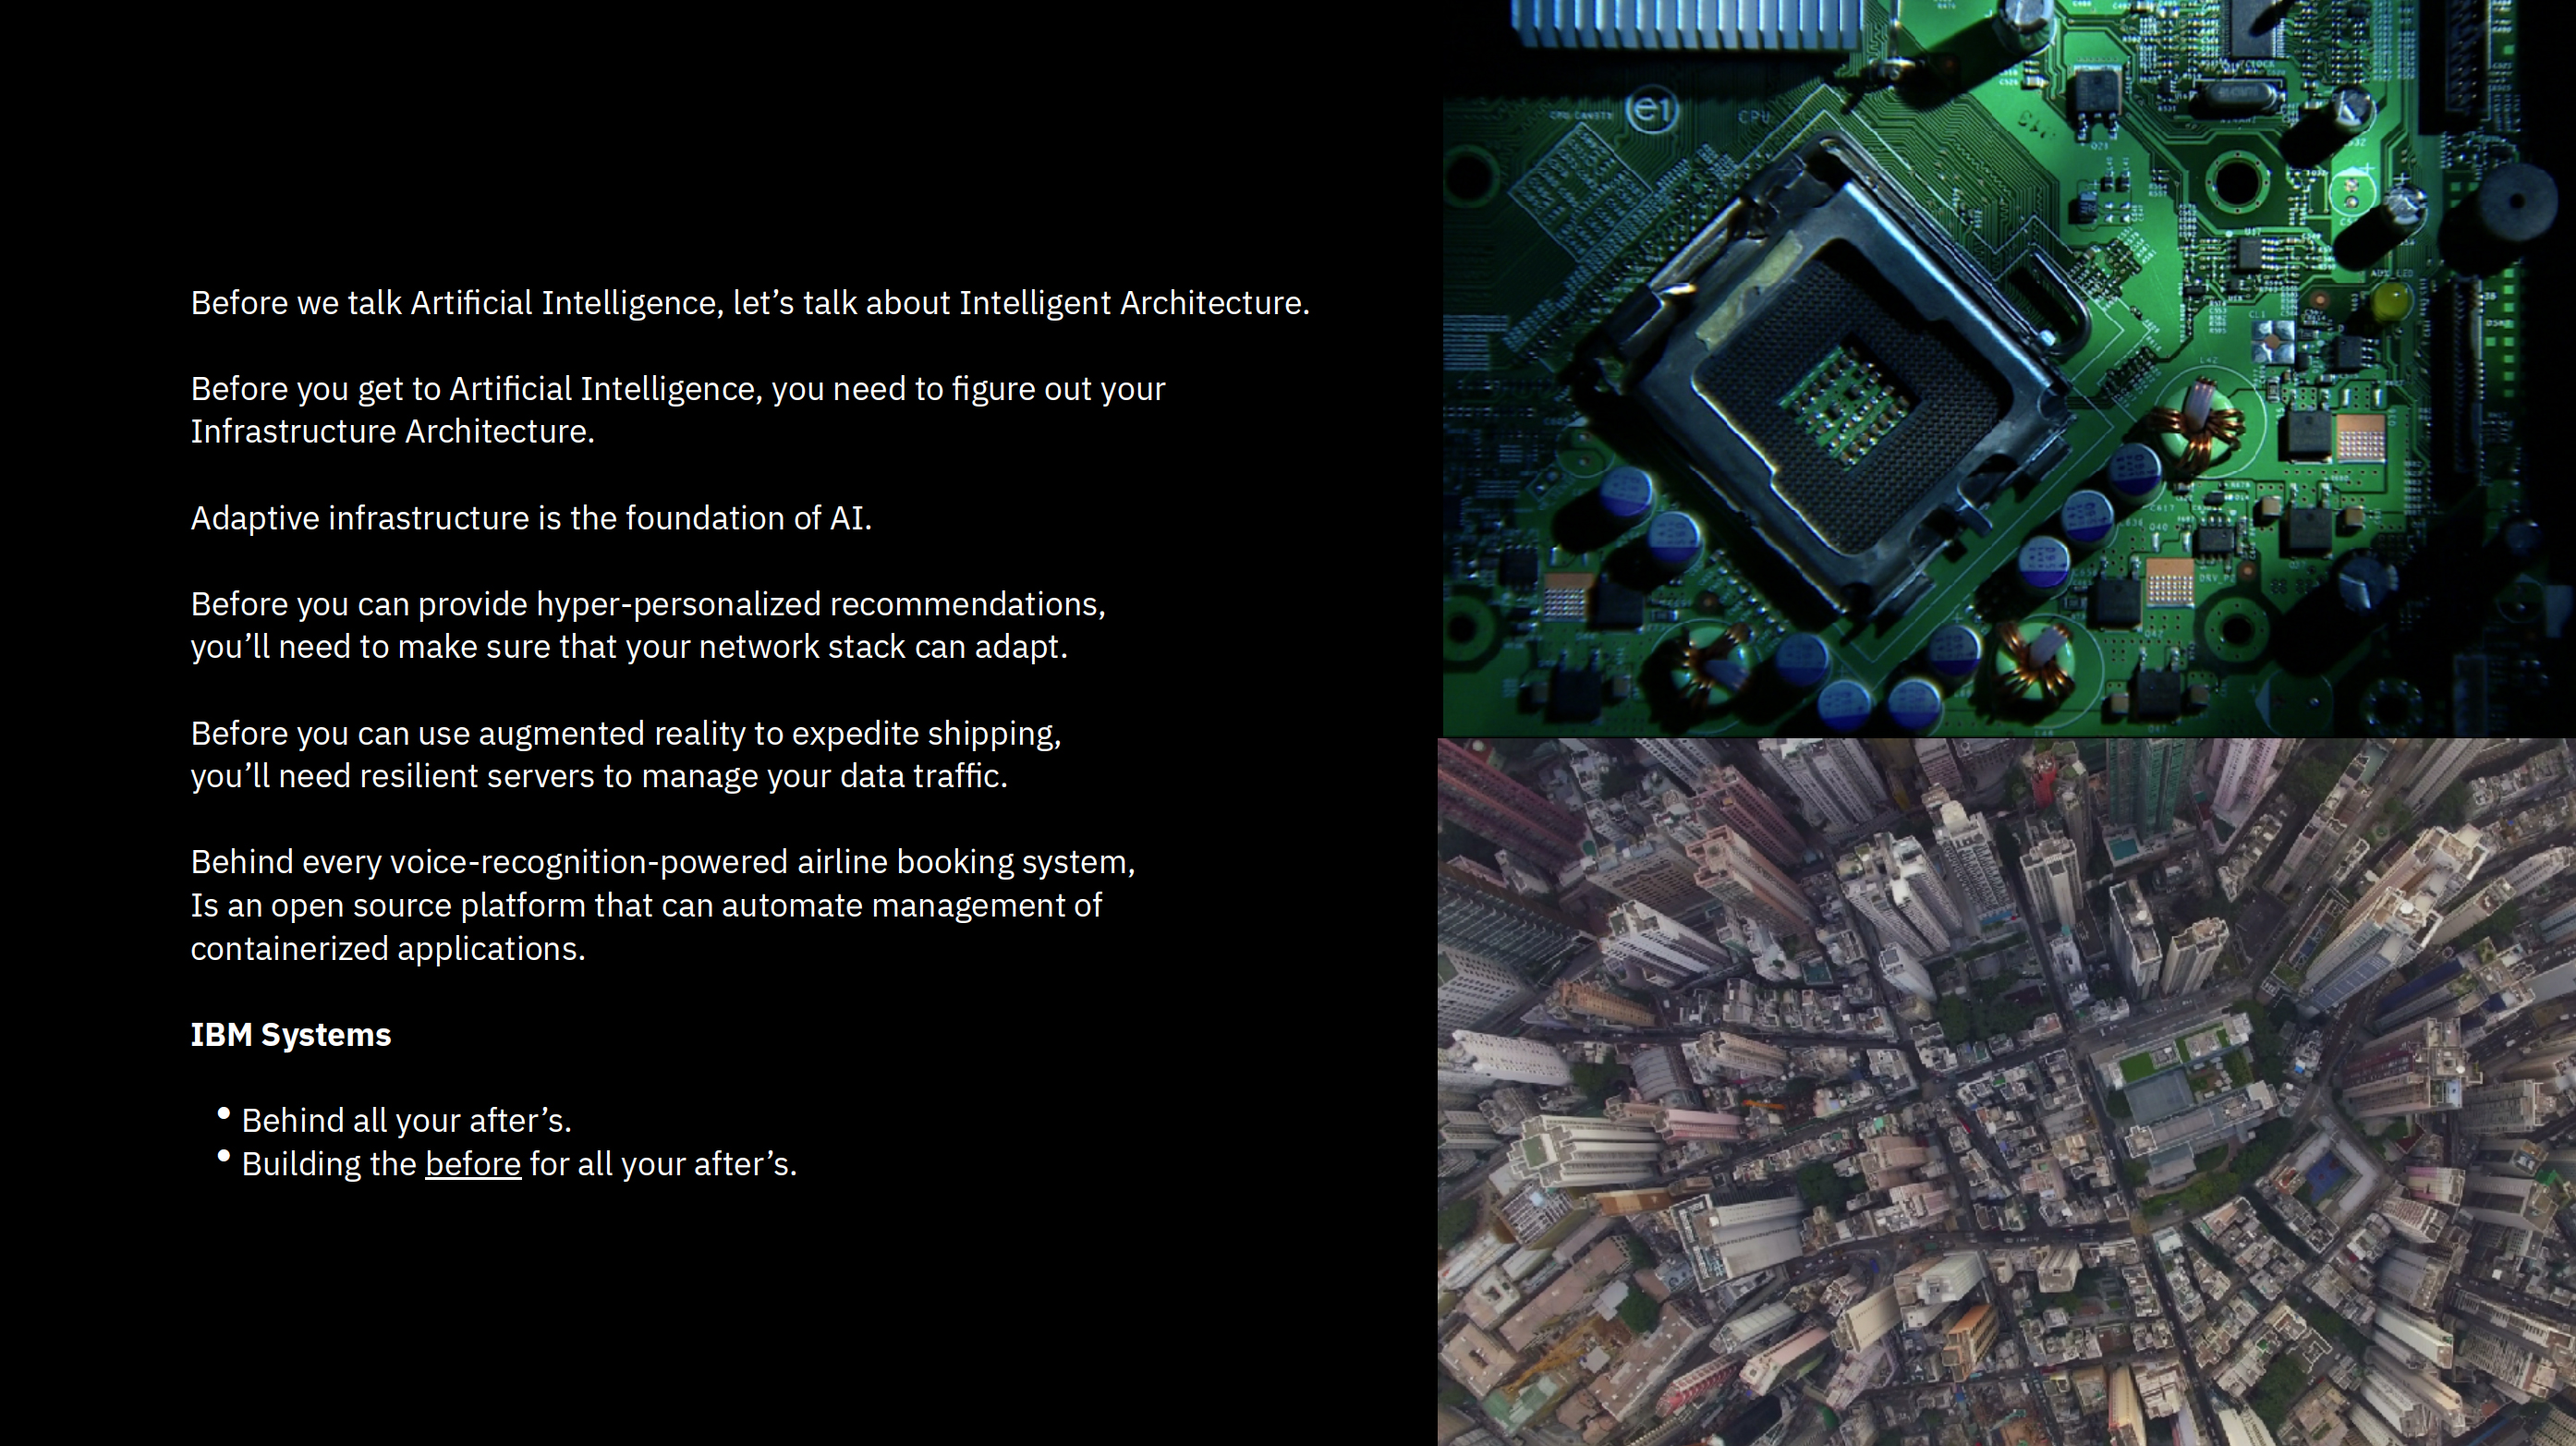 Before we talk Artificial Intelligence, let’s talk about Intelligent Architecture.
Before you get to Artificial Intelligence, you need to figure out your
Infrastructure Architecture.
Adaptive infrastructure is the foundation of AI.
Before you can provide hyper-personalized recommendations,
you’ll need to make sure that your network stack can adapt.
Before you can use augmented reality to expedite shipping,
you’ll need resilient servers to manage your data traffic.
Behind every voice-recognition-powered airline booking system,
Is an open source platform that can automate management of
containerized applications.
IBM Systems
• Behind all your after’s.
• Building the before for all your after’s.
e1
CPU